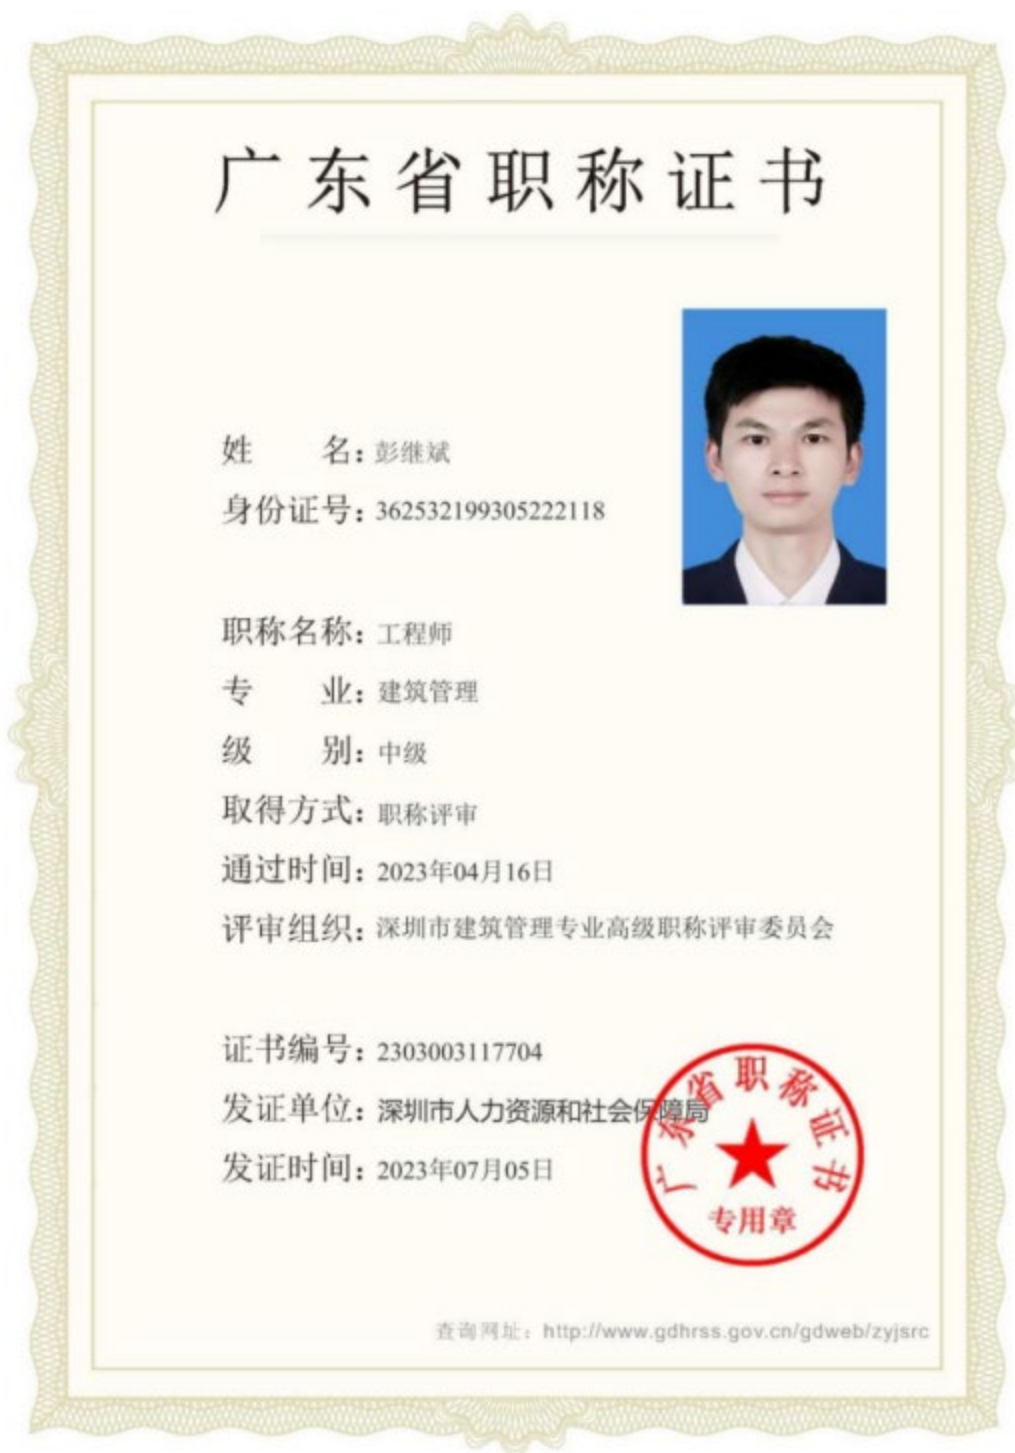 广东省职称证书
姓 名：彭继斌
身份证号：362532199305222118
职称名称：工程师
专 业：建筑管理
级 别：中级
取得方式：职称评审
通过时间：2023年04月16日
评审组织：深圳市建筑管理专业高级职称评审委员会
证书编号：2303003117704
发证单位：深圳市人力资源和社会保障局
发证时间：2023年07月05日
广东省职称证书
专用章
查询网址：http://www.gdhrss.gov.cn/gdweb/zyjsrc